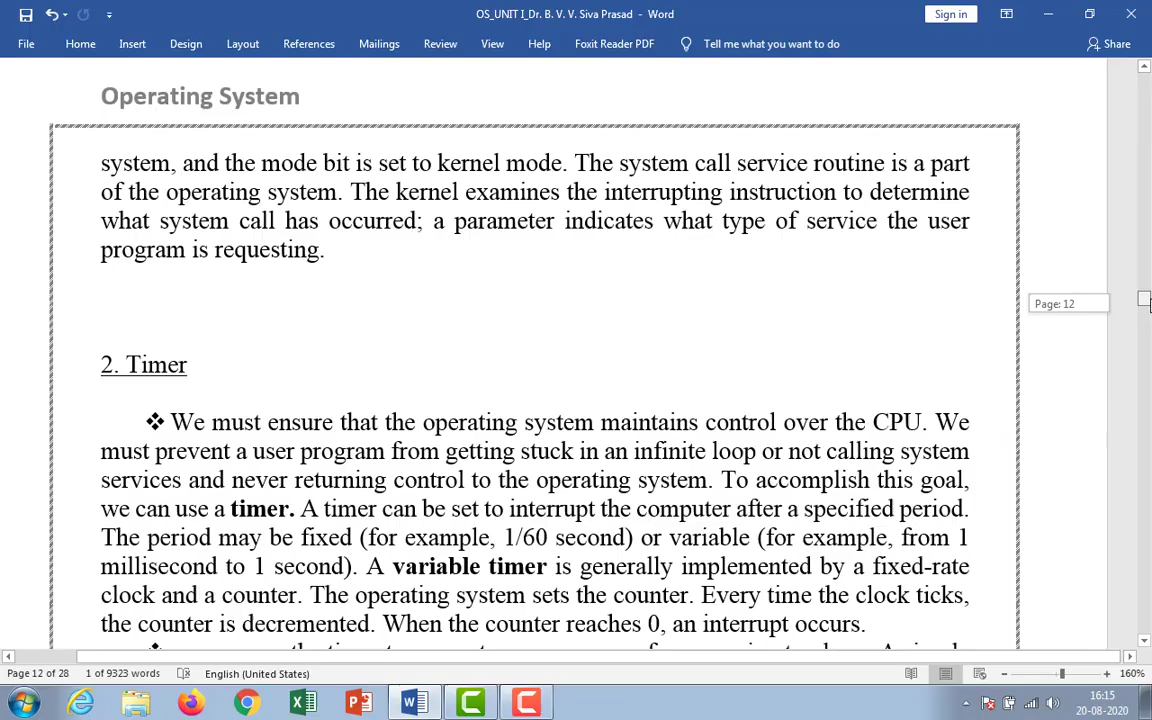 OS_UNIT I_Dr. B. V. V. Siva Prasad - Word
Sign in
File Home Insert Design Layout References Mailings Review View Help Foxit Reader PDF Tell me what you want to do Share
Operating System
system, and the mode bit is set to kernel mode. The system call service routine is a part
of the operating system. The kernel examines the interrupting instruction to determine
what system call has occurred; a parameter indicates what type of service the user
program is requesting.
Page: 12
2. Timer
❖ We must ensure that the operating system maintains control over the CPU. We
must prevent a user program from getting stuck in an infinite loop or not calling system
services and never returning control to the operating system. To accomplish this goal,
we can use a timer. A timer can be set to interrupt the computer after a specified period.
The period may be fixed (for example, 1/60 second) or variable (for example, from 1
millisecond to 1 second). A variable timer is generally implemented by a fixed-rate
clock and a counter. The operating system sets the counter. Every time the clock ticks,
the counter is decremented. When the counter reaches 0, an interrupt occurs.
Page 12 of 28 1 of 9323 words English (United States) 160%
16:15
20-08-2020